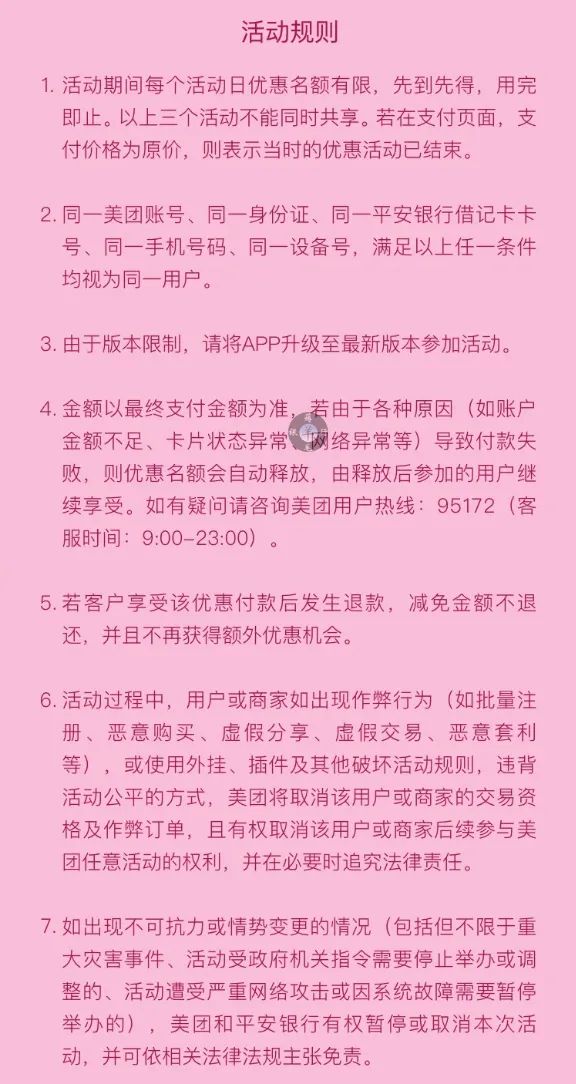 活动规则
1. 活动期间每个活动日优惠名额有限，先到先得，用完
即止。以上三个活动不能同时共享。若在支付页面，支
付价格为原价，则表示当时的优惠活动已结束。
2. 同一美团账号、同一身份证、同一平安银行借记卡卡
号、同一手机号码、同一设备号，满足以上任一条件
均视为同一用户。
3. 由于版本限制，请将APP升级至最新版本参加活动。
4. 金额以最终支付金额为准，若由于各种原因（如账户
金额不足、卡片状态异常、网络异常等）导致付款失
败，则优惠名额会自动释放，由释放后参加的用户继
续享受。如有疑问请咨询美团用户热线：95172（客
服时间：9:00-23:00）。
5. 若客户享受该优惠付款后发生退款，减免金额不退
还，并且不再获得额外优惠机会。
6. 活动过程中，用户或商家如出现作弊行为（如批量注
册、恶意购买、虚假分享、虚假交易、恶意套利
等），或使用外挂、插件及其他破坏活动规则，违背
活动公平的方式，美团将取消该用户或商家的交易资
格及作弊订单，且有权取消该用户或商家后续参与美
团任意活动的权利，并在必要时追究法律责任。
7. 如出现不可抗力或情势变更的情况（包括但不限于重
大灾害事件、活动受政府机关指令需要停止举办或调
整的、活动遭受严重网络攻击或因系统故障需要暂停
举办的），美团和平安银行有权暂停或取消本次活
动，并可依相关法律法规主张免责。